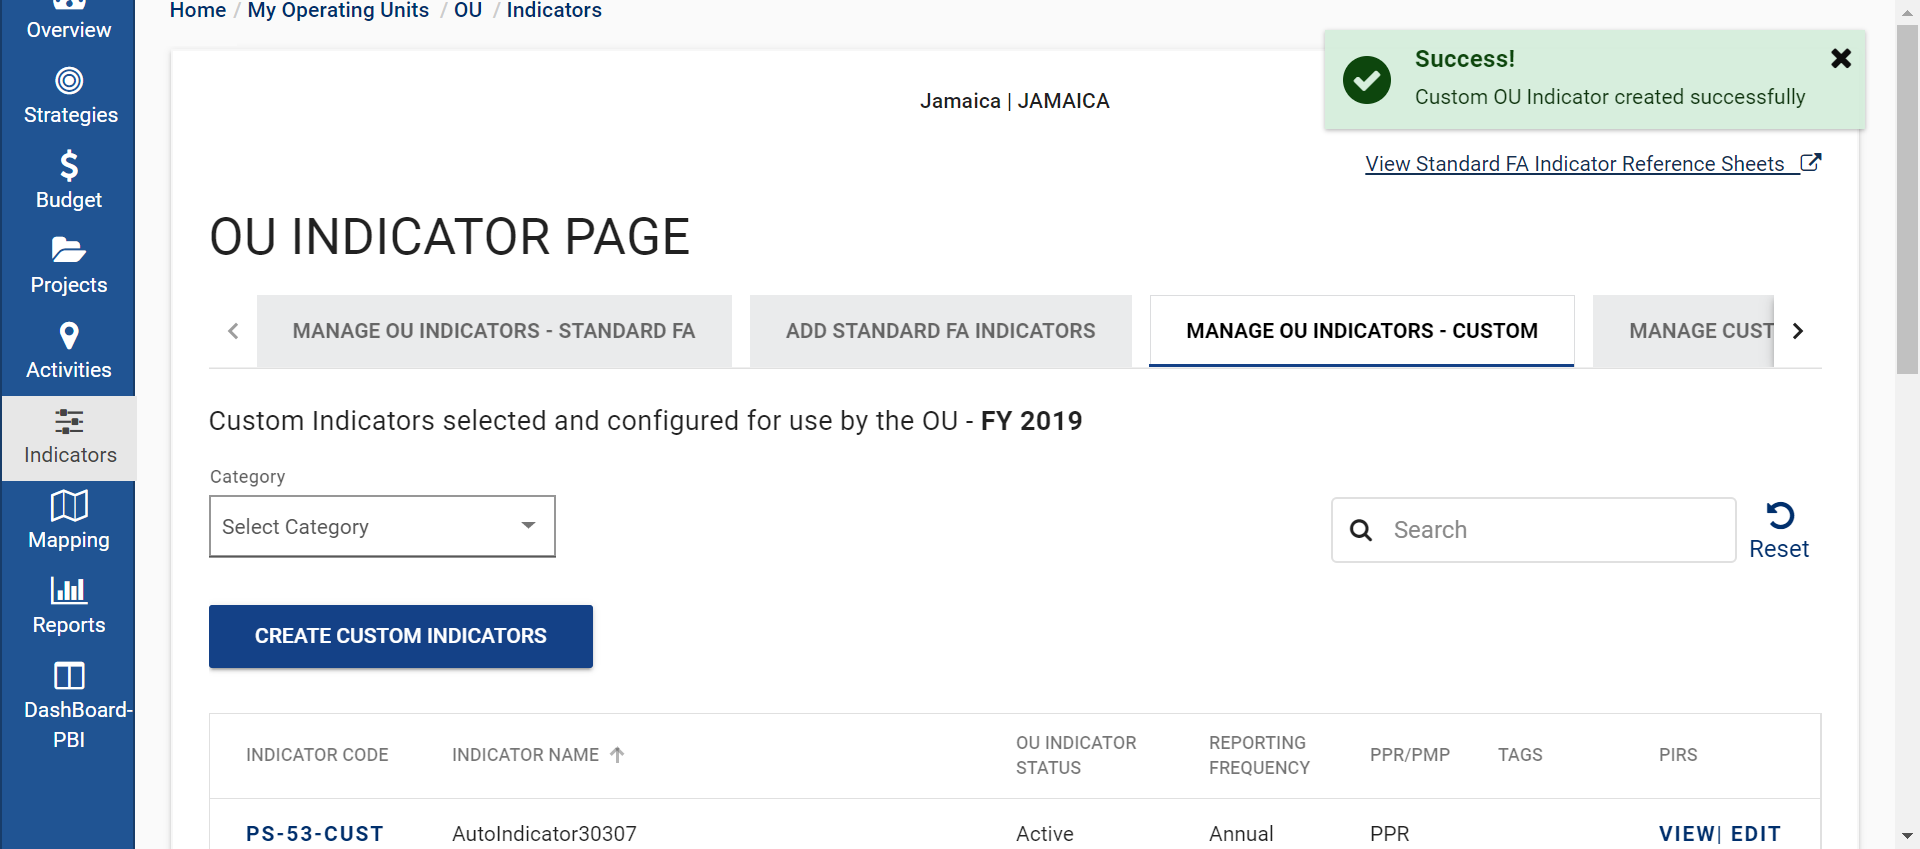 Home / My Operating Units / OU / Indicators
Overview
Strategies
Budget
Projects
Activities
Indicators
Mapping
Reports
DashBoard-
PBI
Success!
Custom OU Indicator created successfully
Jamaica | JAMAICA
View Standard FA Indicator Reference Sheets
OU INDICATOR PAGE
MANAGE OU INDICATORS - STANDARD FA
ADD STANDARD FA INDICATORS
MANAGE OU INDICATORS - CUSTOM
MANAGE CUST
Custom Indicators selected and configured for use by the OU - FY 2019
Category
Select Category
Search
Reset
CREATE CUSTOM INDICATORS
INDICATOR CODE
INDICATOR NAME
OU INDICATOR
STATUS
REPORTING
FREQUENCY
PPR/PMP
TAGS
PIRS
PS-53-CUST
AutoIndicator30307
Active
Annual
PPR
VIEW| EDIT